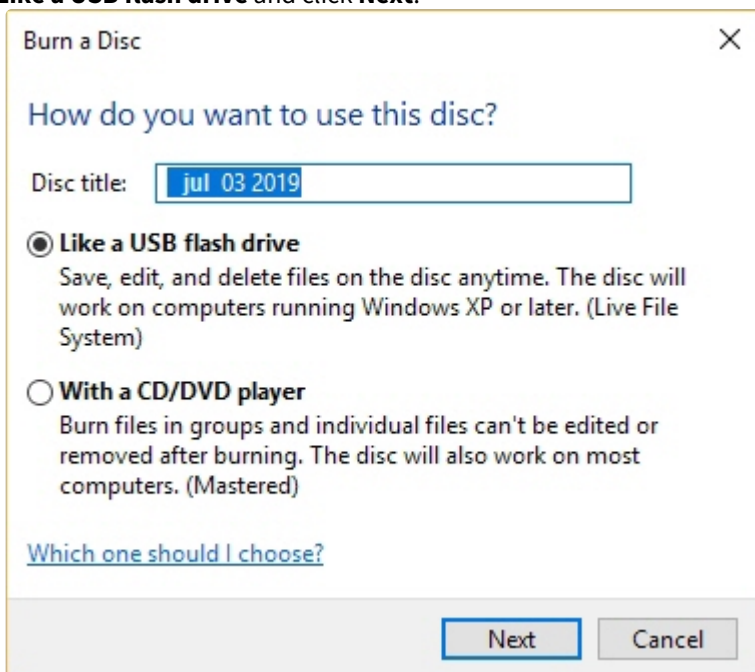 Like a USB flash drive and click Next.
Burn a Disc
How do you want to use this disc?
Disc title: jul 03 2019
Like a USB flash drive
Save, edit, and delete files on the disc anytime. The disc will
work on computers running Windows XP or later. (Live File
System)
With a CD/DVD player
Burn files in groups and individual files can't be edited or
removed after burning. The disc will also work on most
computers. (Mastered)
Which one should I choose?
Next Cancel